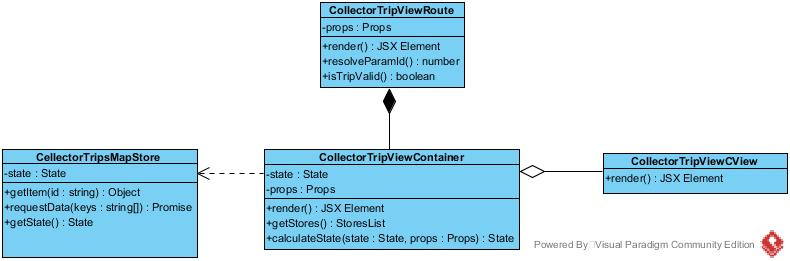 CollectorTripViewRoute
-props : Props
+render() : JSX Element
+resolveParamId() : number
+isTripValid() : boolean
CellectorTripsMapStore
-state : State
+getItem(id : string) : Object
+requestData(keys : string[]) : Promise
+getState() : State
CollectorTripViewContainer
-state : State
-props : Props
+render() : JSX Element
+getStores() : StoresList
+calculateState(state : State, props : Props) : State
CollectorTripViewCView
+render() : JSX Element
Powered By Visual Paradigm Community Edition